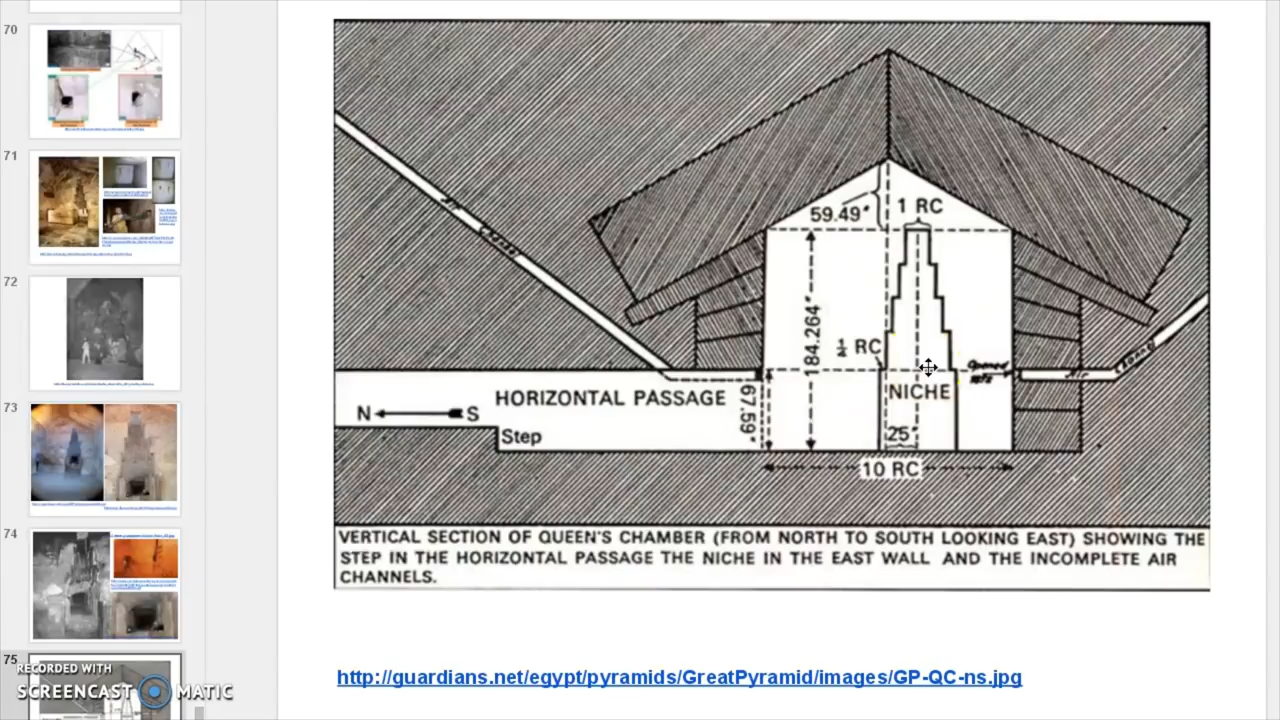 70
71
72
73
74
75
RECORDED WITH
SCREENCAST MATIC
59.49"
1 RC
184.264"
½ RC
Opened
1872
Air
HORIZONTAL PASSAGE
67.59"
NICHE
N S
Step
25"
10 RC
VERTICAL SECTION OF QUEEN'S CHAMBER (FROM NORTH TO SOUTH LOOKING EAST) SHOWING THE
STEP IN THE HORIZONTAL PASSAGE THE NICHE IN THE EAST WALL AND THE INCOMPLETE AIR
CHANNELS.
http://guardians.net/egypt/pyramids/GreatPyramid/images/GP-QC-ns.jpg